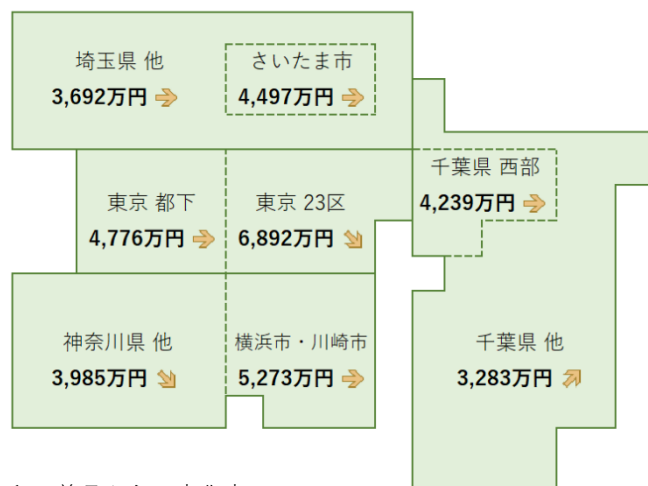 埼玉県 他
3,692万円
さいたま市
4,497万円
千葉県 西部
4,239万円
東京 都下
4,776万円
東京 23区
6,892万円
神奈川県 他
3,985万円
横浜市・川崎市
5,273万円
千葉県 他
3,283万円